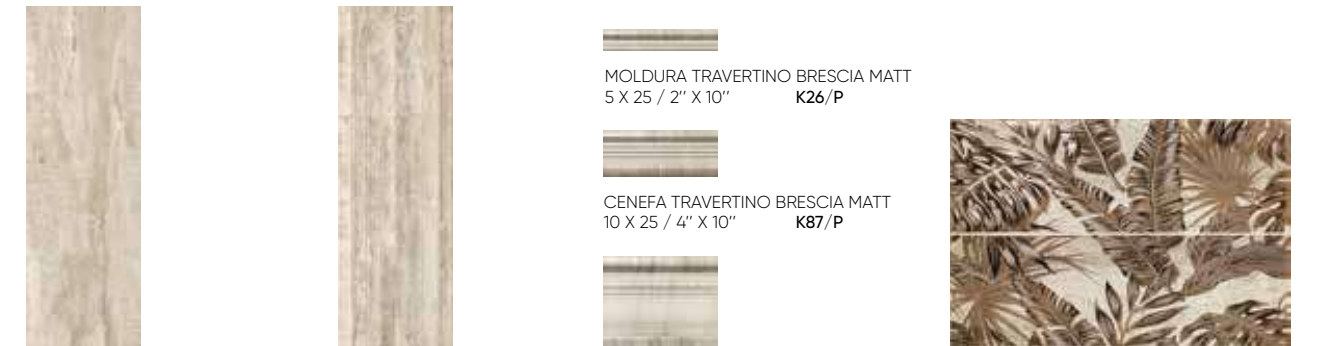 MOLDURA TRAVERTINO BRESCIA MATT
5 X 25 / 2’’ X 10’’ K26/P
CENEFA TRAVERTINO BRESCIA MATT
10 X 25 / 4’’ X 10’’ K87/P